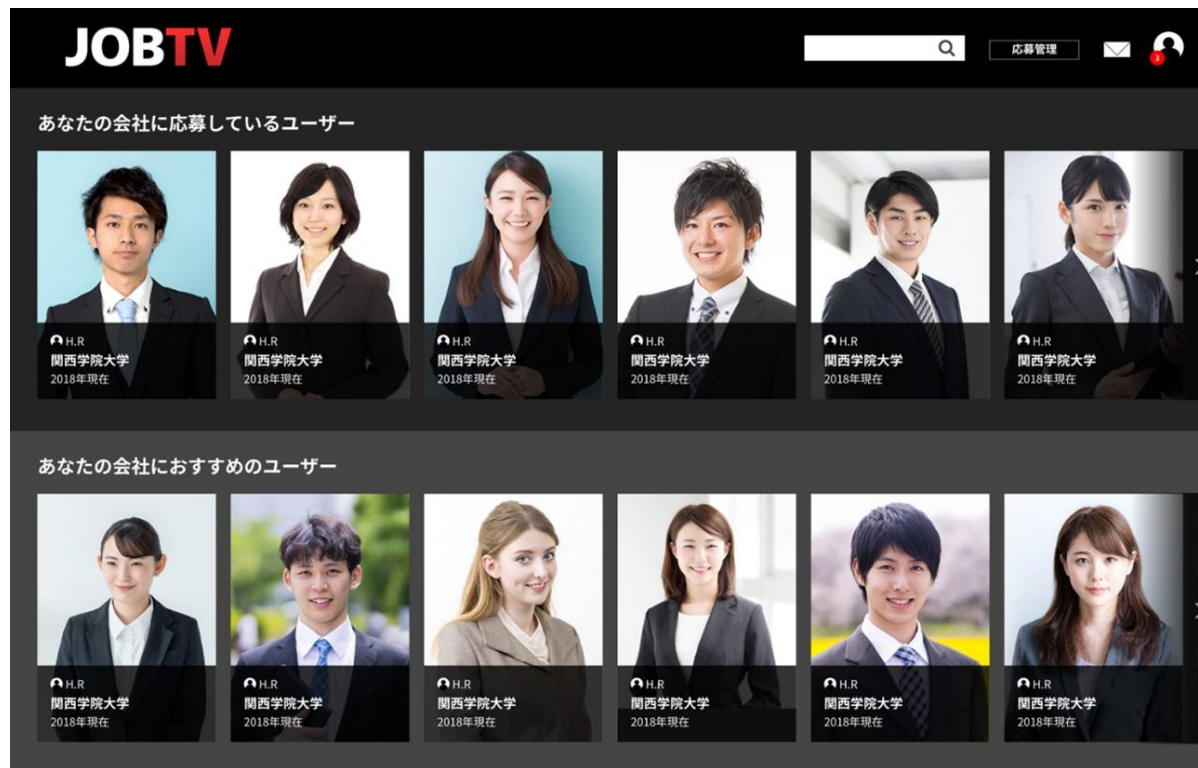 JOBTV
応募管理
3
あなたの会社に応募しているユーザー
H.R
関西学院大学
2018年現在
H.R
関西学院大学
2018年現在
H.R
関西学院大学
2018年現在
H.R
関西学院大学
2018年現在
H.R
関西学院大学
2018年現在
H.R
関西学院大学
2018年現在
あなたの会社におすすめのユーザー
H.R
関西学院大学
2018年現在
H.R
関西学院大学
2018年現在
H.R
関西学院大学
2018年現在
H.R
関西学院大学
2018年現在
H.R
関西学院大学
2018年現在
H.R
関西学院大学
2018年現在